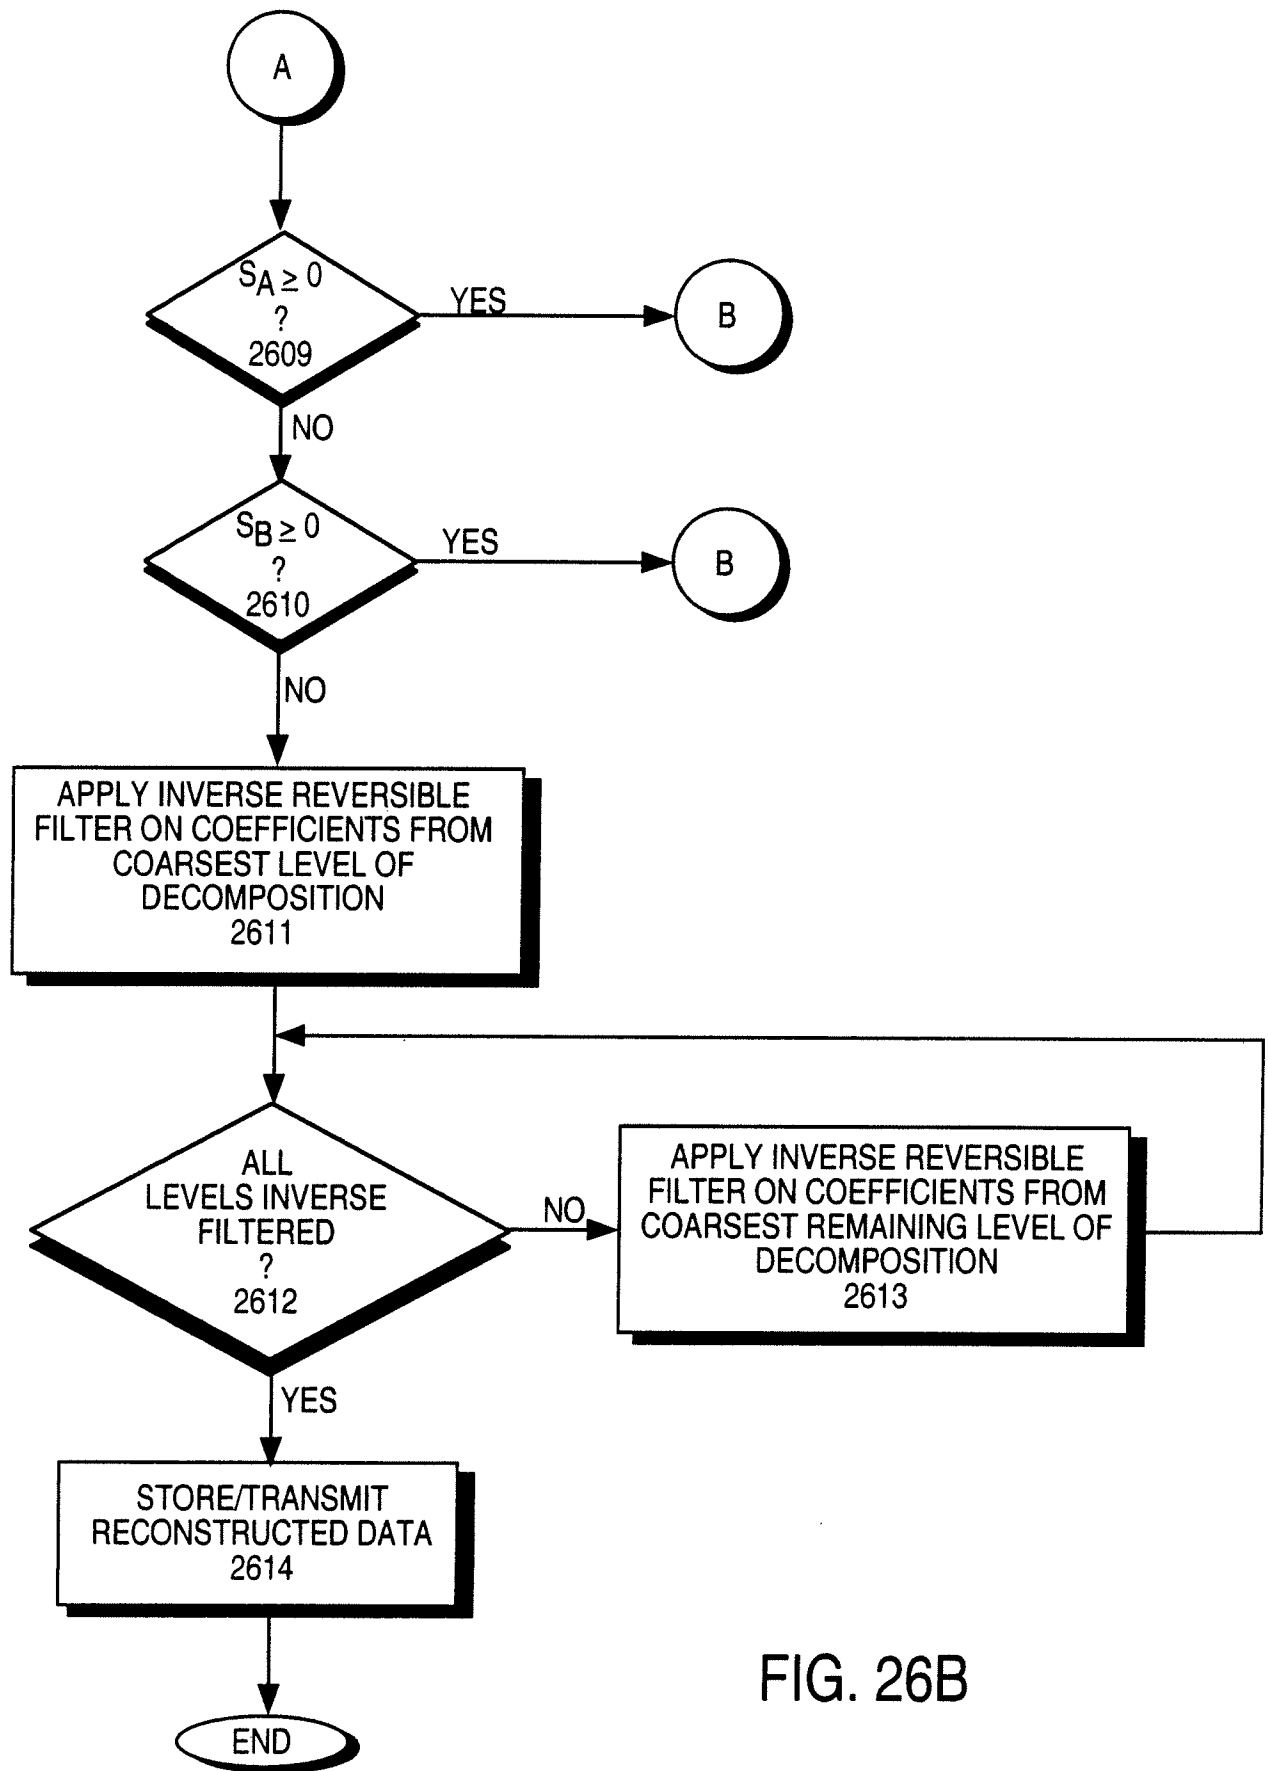 A
SA ≥ 0
?
2609
YES
B
NO
SB ≥ 0
?
2610
YES
B
NO
APPLY INVERSE REVERSIBLE
FILTER ON COEFFICIENTS FROM
COARSEST LEVEL OF
DECOMPOSITION
2611
ALL
LEVELS INVERSE
FILTERED
?
2612
NO
APPLY INVERSE REVERSIBLE
FILTER ON COEFFICIENTS FROM
COARSEST REMAINING LEVEL OF
DECOMPOSITION
2613
YES
STORE/TRANSMIT
RECONSTRUCTED DATA
2614
END
FIG. 26B